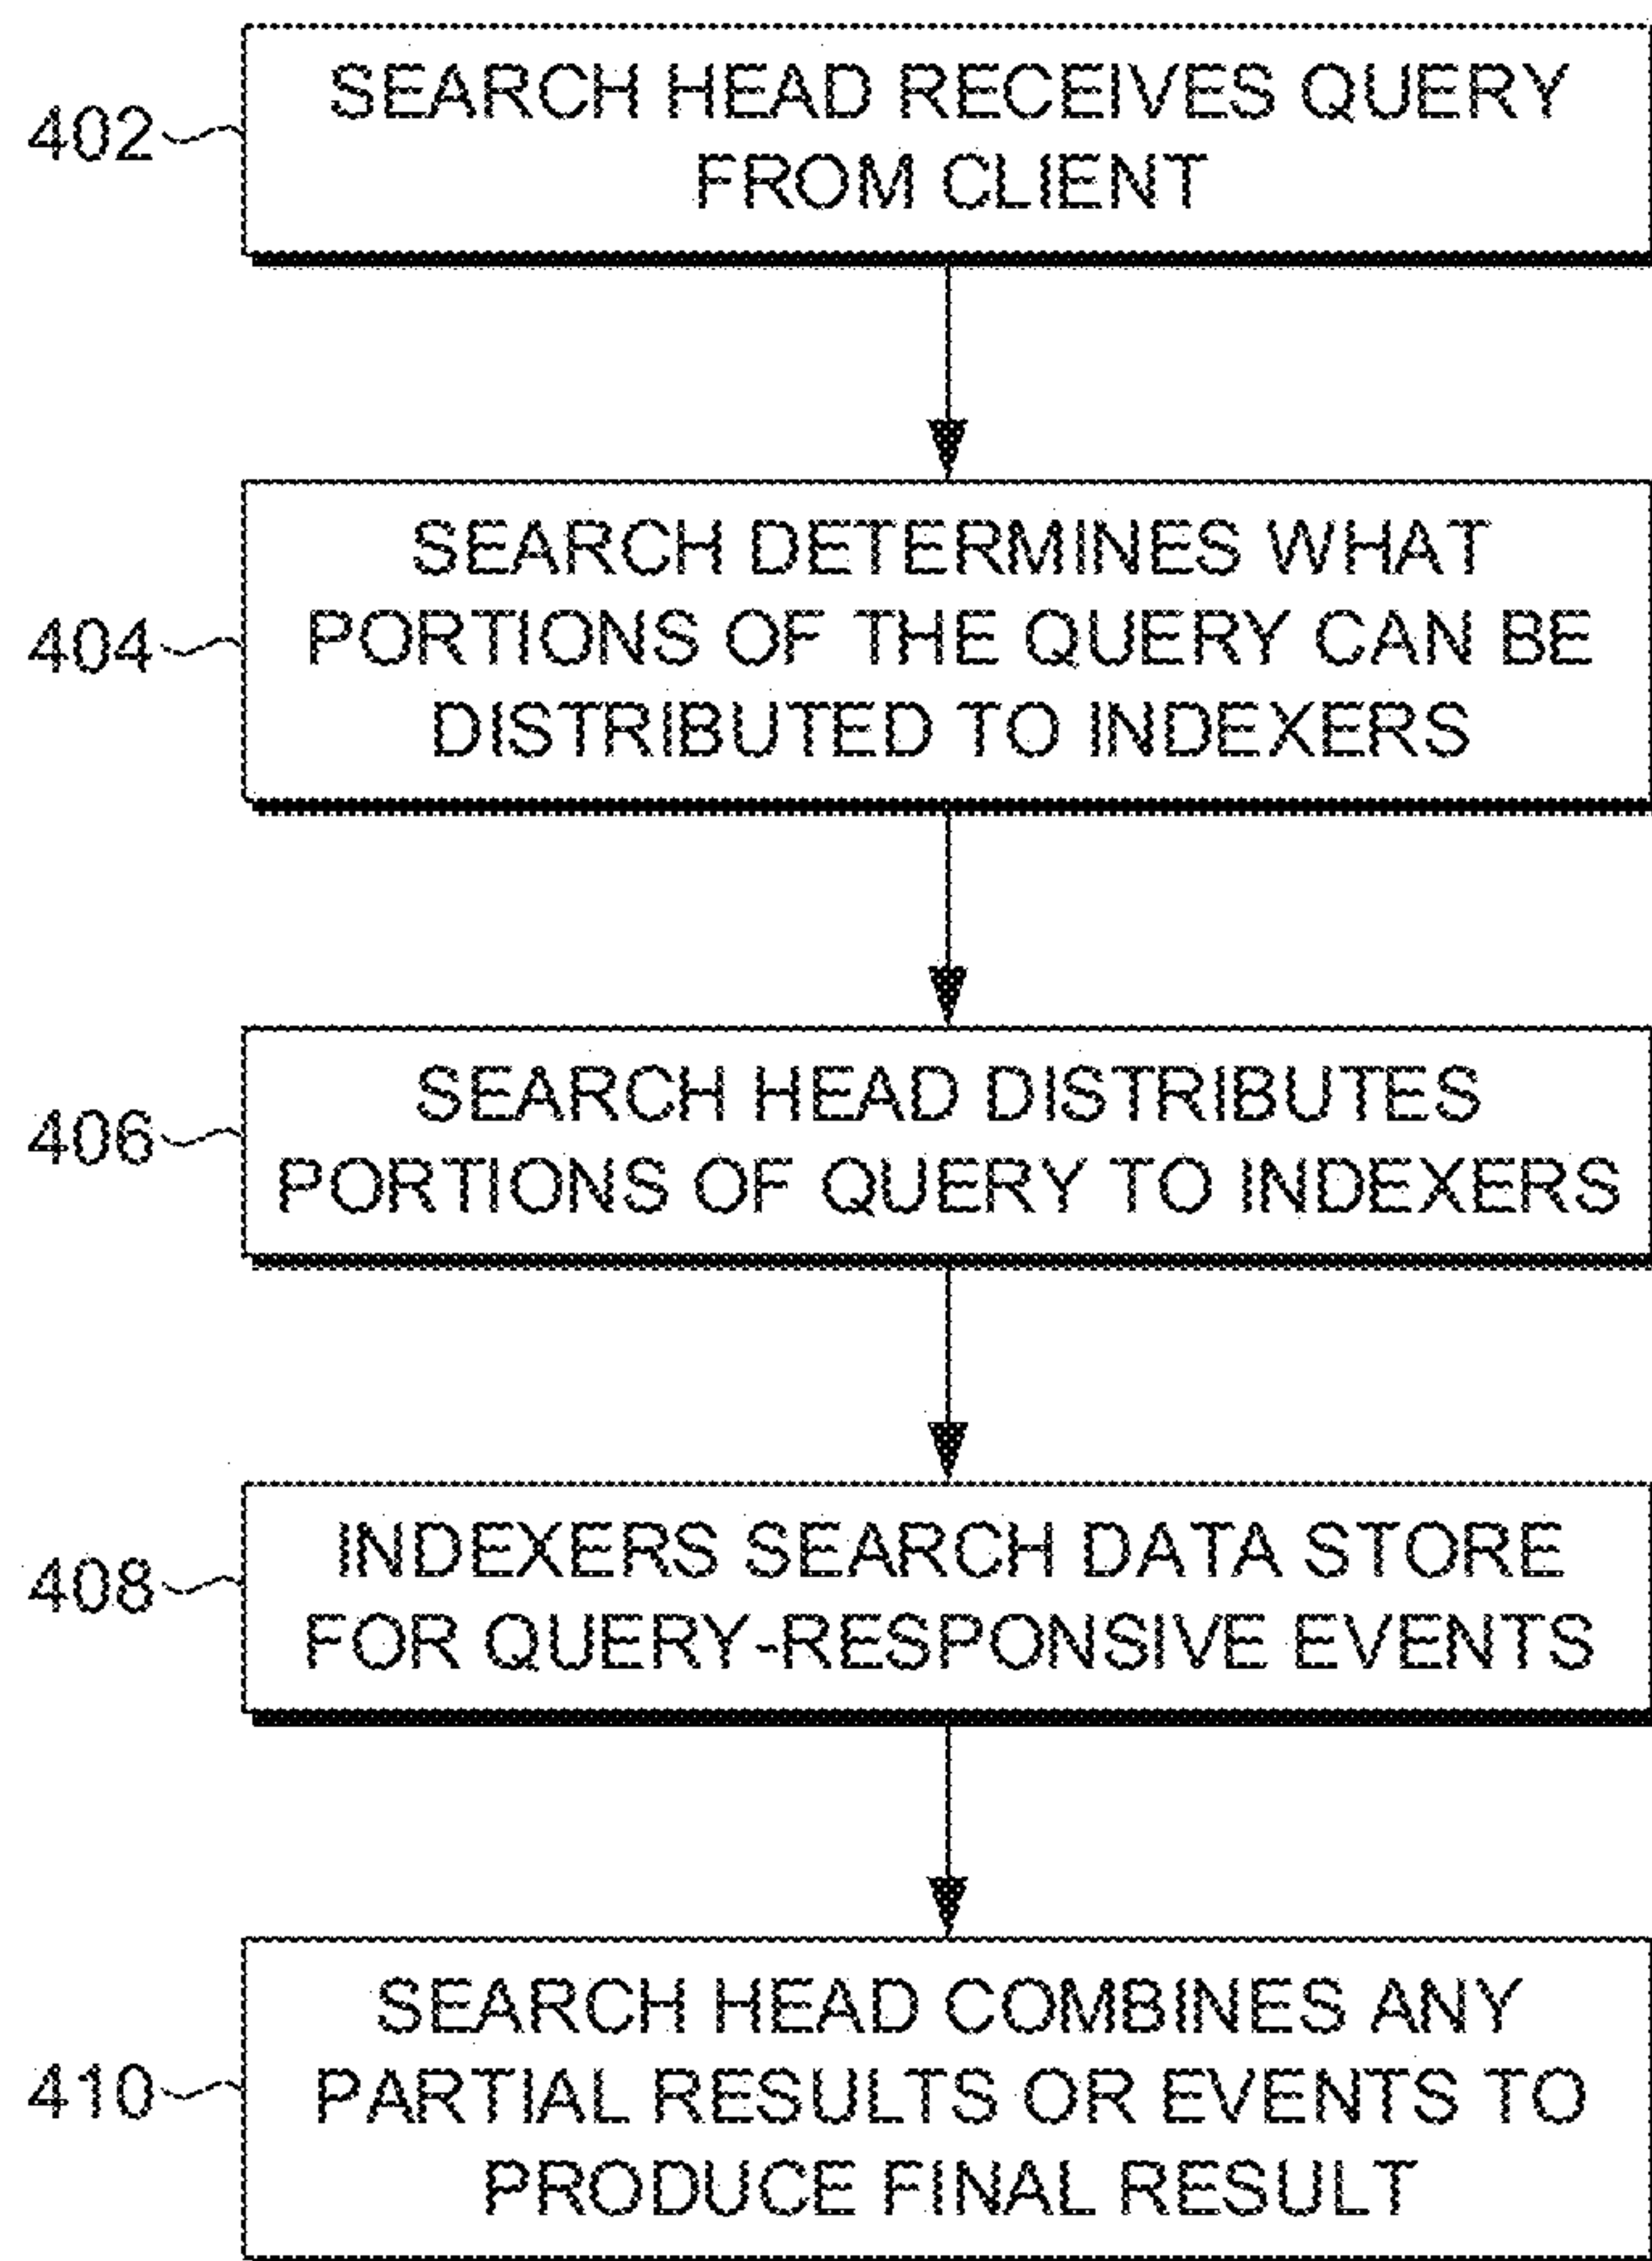 SEARCH HEAD RECEIVES QUERY
402
FROM CLIENT
SEARCH DETERMINES WHAT
404
PORTIONS OF THE QUERY CAN BE
DISTRIBUTED TO INDEXERS
SEARCH HEAD DISTRIBUTES
406
PORTIONS OF QUERY TO INDEXERS
INDEXERS SEARCH DATA STORE
408
FOR QUERY-RESPONSIVE EVENTS
SEARCH HEAD COMBINES ANY
410
PARTIAL RESULTS OR EVENTS TO
PRODUCE FINAL RESULT